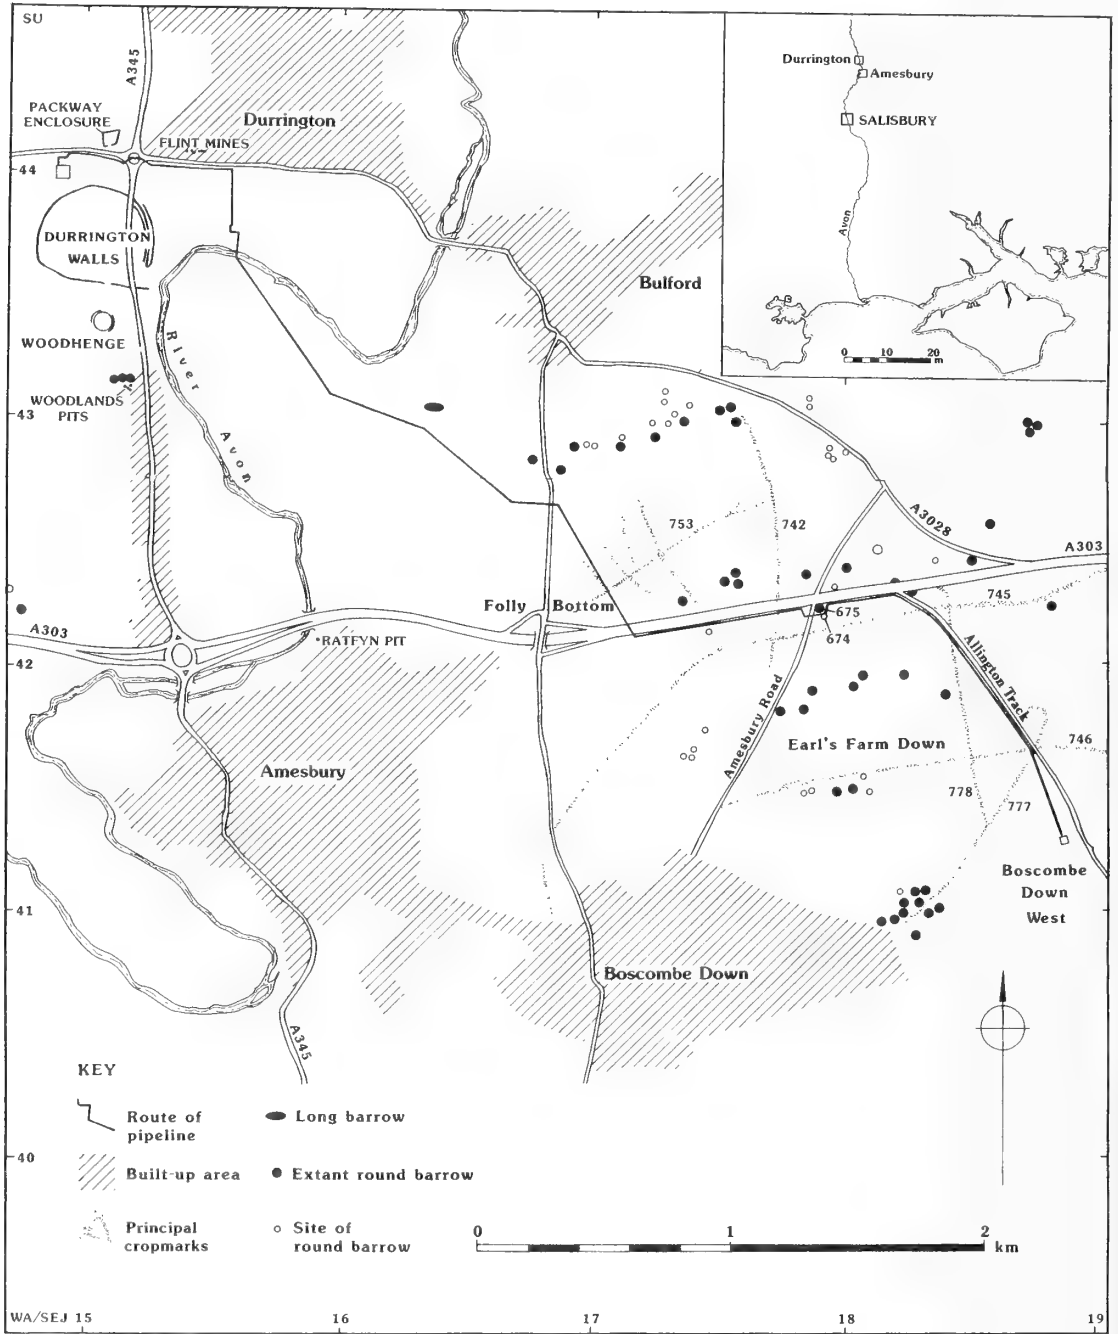 SU
A345
Durrington
Amesbury
SALISBURY
Avon
0 10 20
m
PACKWAY
ENCLOSURE
Durrington
FLINT MINES
44
DURRINGTON
WALLS
Bulford
WOODHENGE
River Avon
WOODLANDS
PITS
43
753
742
A3028
A303
745
Folly Bottom
675
674
A303
RATFYN PIT
42
Allington Track
Amesbury Road
Earl's Farm Down
746
Amesbury
778
777
Boscombe
Down
West
41
Boscombe Down
A345
KEY
Route of
pipeline
Long barrow
Built-up area
Extant round barrow
Principal
cropmarks
Site of
round barrow
40
0 1 2
km
WA/SEJ 15 16 17 18 19